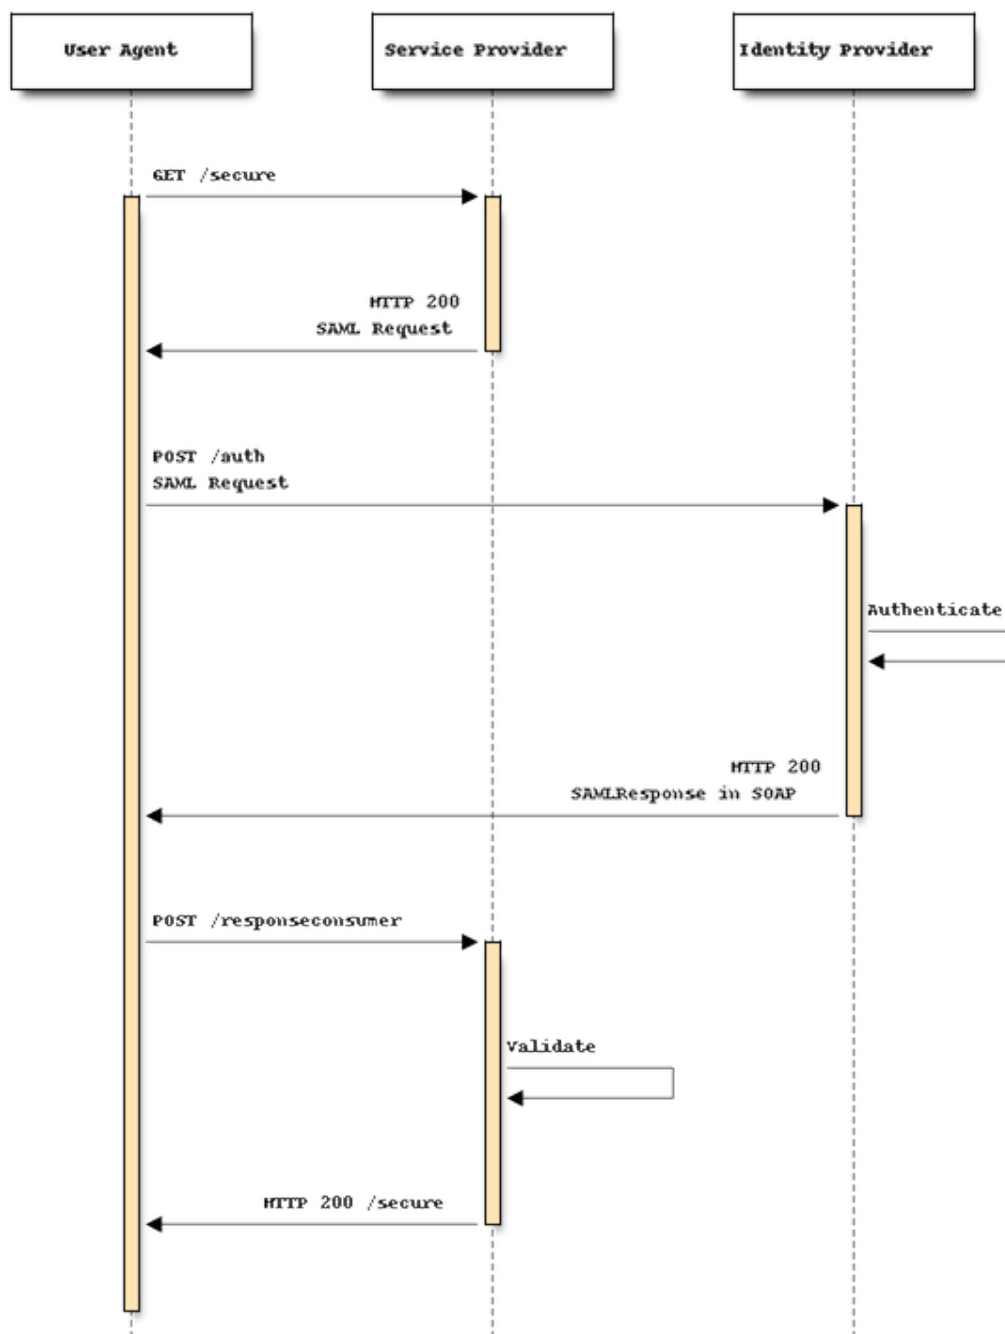 User Agent
Service Provider
Identity Provider
GET /secure
HTTP 200
SAML Request
POST /auth
SAML Request
Authenticate
HTTP 200
SAMLResponse in SOAP
POST /responseconsumer
Validate
HTTP 200 /secure